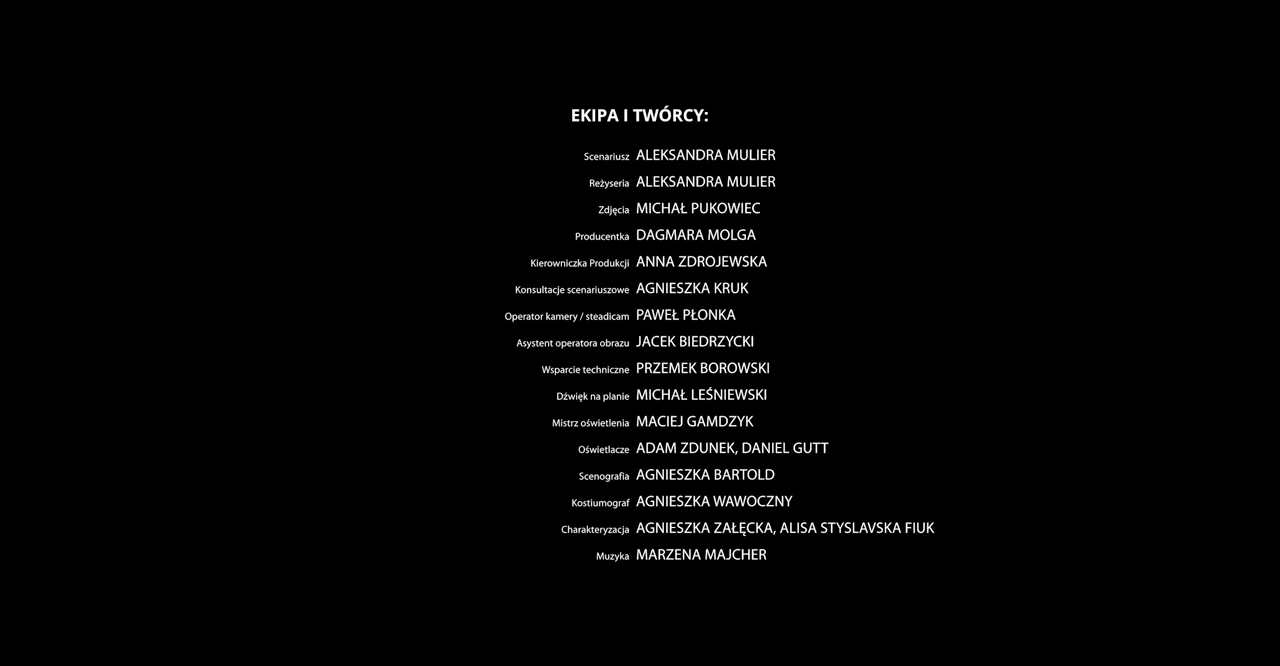 EKIPA I TWÓRCY:
Scenariusz ALEKSANDRA MULIER
Reżyseria ALEKSANDRA MULIER
Zdjęcia MICHAŁ PUKOWIEC
Producentka DAGMARA MOLGA
Kierowniczka Produkcji ANNA ZDROJEWSKA
Konsultacje scenariuszowe AGNIESZKA KRUK
Operator kamery / steadicam PAWEŁ PŁONKA
Asystent operatora obrazu JACEK BIEDRZYCKI
Wsparcie techniczne PRZEMEK BOROWSKI
Dźwięk na planie MICHAŁ LEŚNIEWSKI
Mistrz oświetlenia MACIEJ GAMDZYK
Oświetlacze ADAM ZDUNEK, DANIEL GUTT
Scenografia AGNIESZKA BARTOLD
Kostiumograf AGNIESZKA WAWOCZNY
Charakteryzacja AGNIESZKA ZAŁĘCKA, ALISA STYSLAVSKA FIUK
Muzyka MARZENA MAJCHER